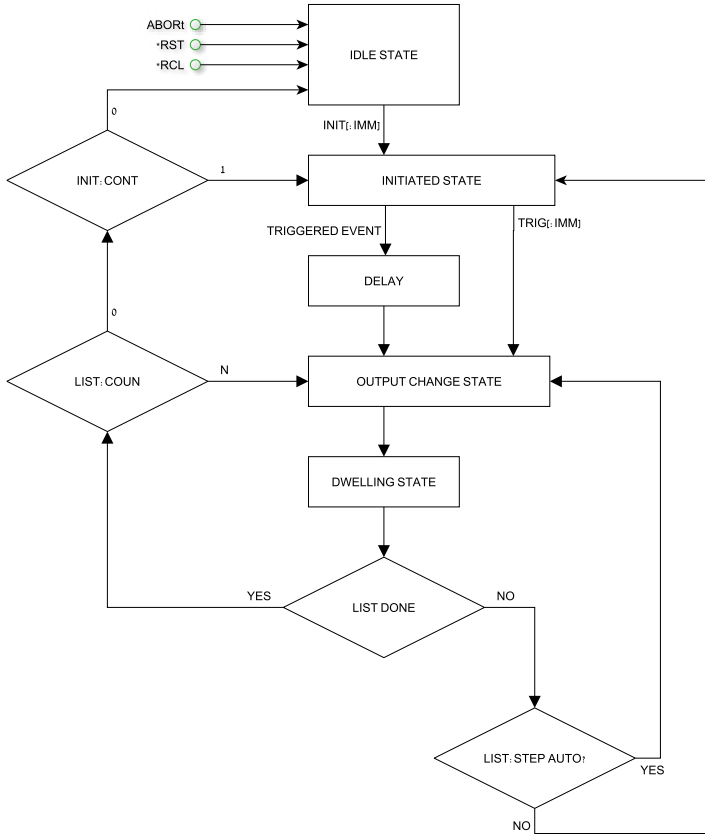 ABORt
*RST
*RCL
IDLE STATE
0
INIT[:IMM]
INIT:CONT
1
INITIATED STATE
TRIGGERED EVENT
TRIG[:IMM]
DELAY
0
LIST:COUN
N
OUTPUT CHANGE STATE
DWELLING STATE
YES
LIST DONE
NO
LIST:STEP AUTO?
YES
NO